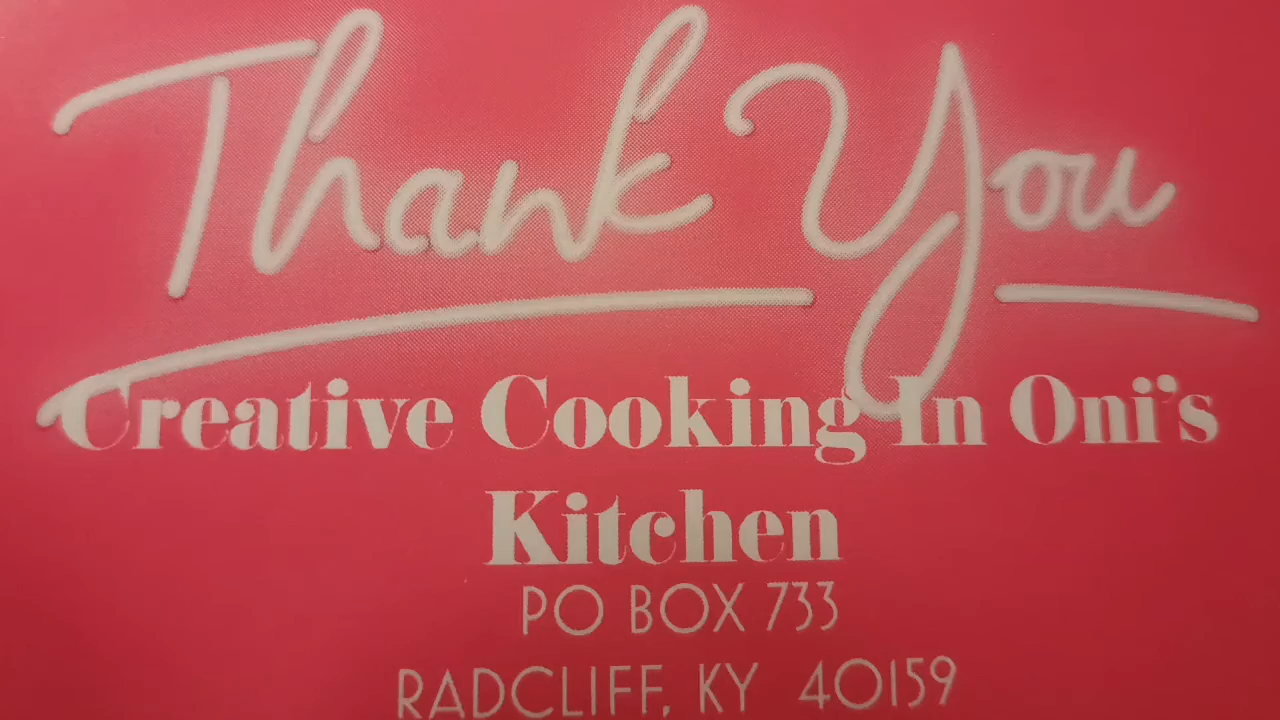 Thank You
Creative Cooking In Oni's
Kitchen
PO BOX 733
RADCLIFF, KY 40159